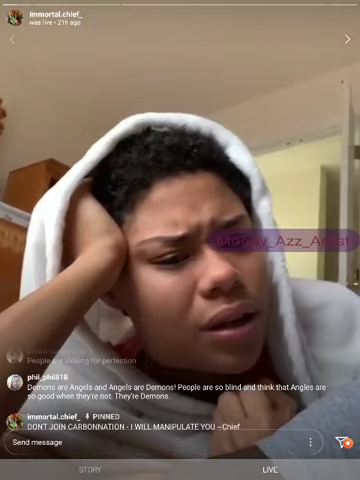 immortal.chief_
was live • 21h ago
People are looking for perfection
phil_phil818
Demons are Angels and Angels are Demons! People are so blind and think that Angles are
so good when they're not. They're Demons.
immortal.chief_ PINNED
DONT JOIN CARBONNATION - I WILL MANIPULATE YOU ~Chief
Send message
STORY LIVE